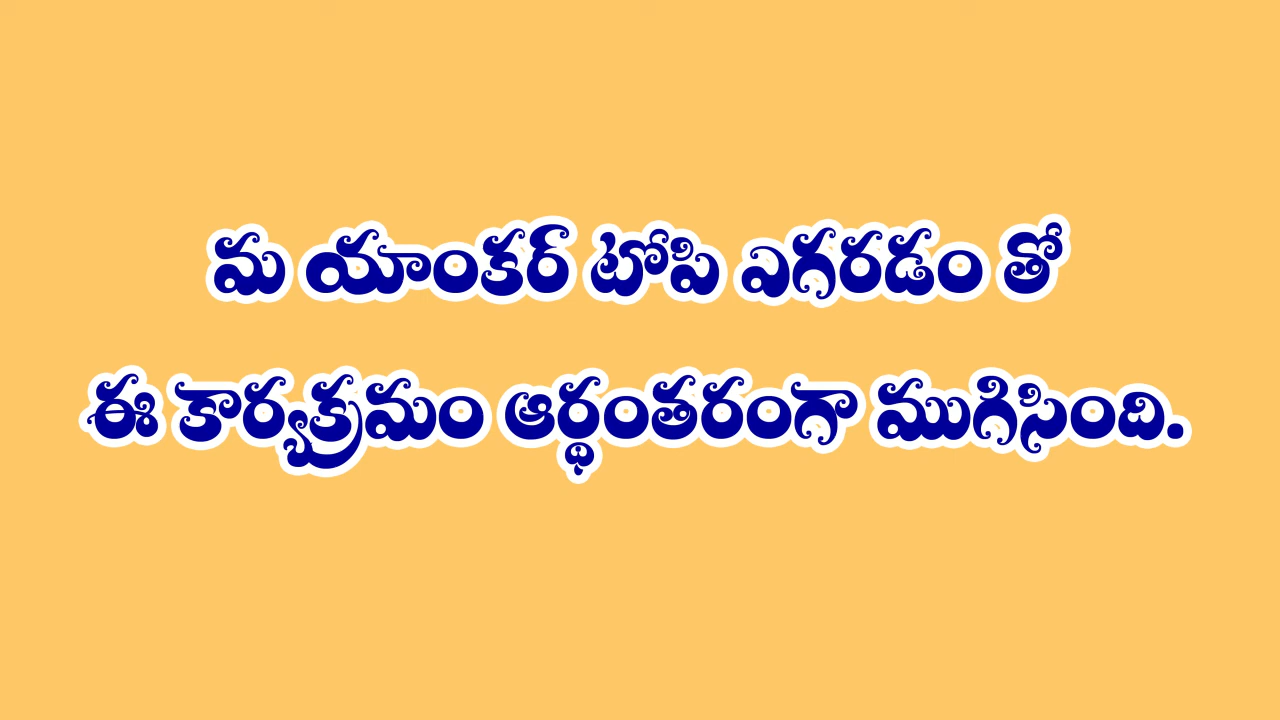 మ యాంకర్ టోపి ఎగరడం తో
ఈ కార్యక్రమం ఆర్ధంతరంగా ముగిసింది.